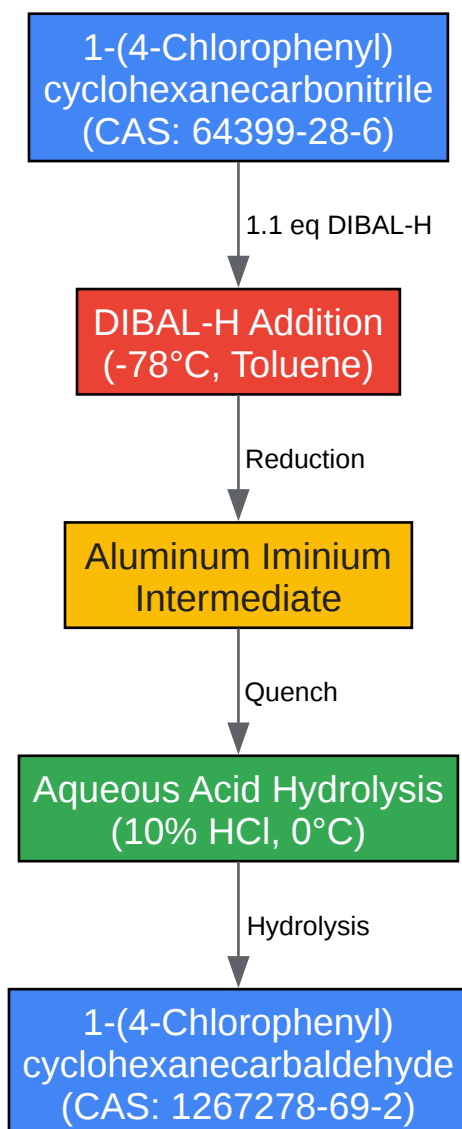 1-(4-Chlorophenyl)
cyclohexanecarbonitrile
(CAS: 64399-28-6)
1.1 eq DIBAL-H
DIBAL-H Addition
(-78°C, Toluene)
Reduction
Aluminum Iminium
Intermediate
Quench
Aqueous Acid Hydrolysis
(10% HCl, 0°C)
Hydrolysis
1-(4-Chlorophenyl)
cyclohexanecarbaldehyde
(CAS: 1267278-69-2)